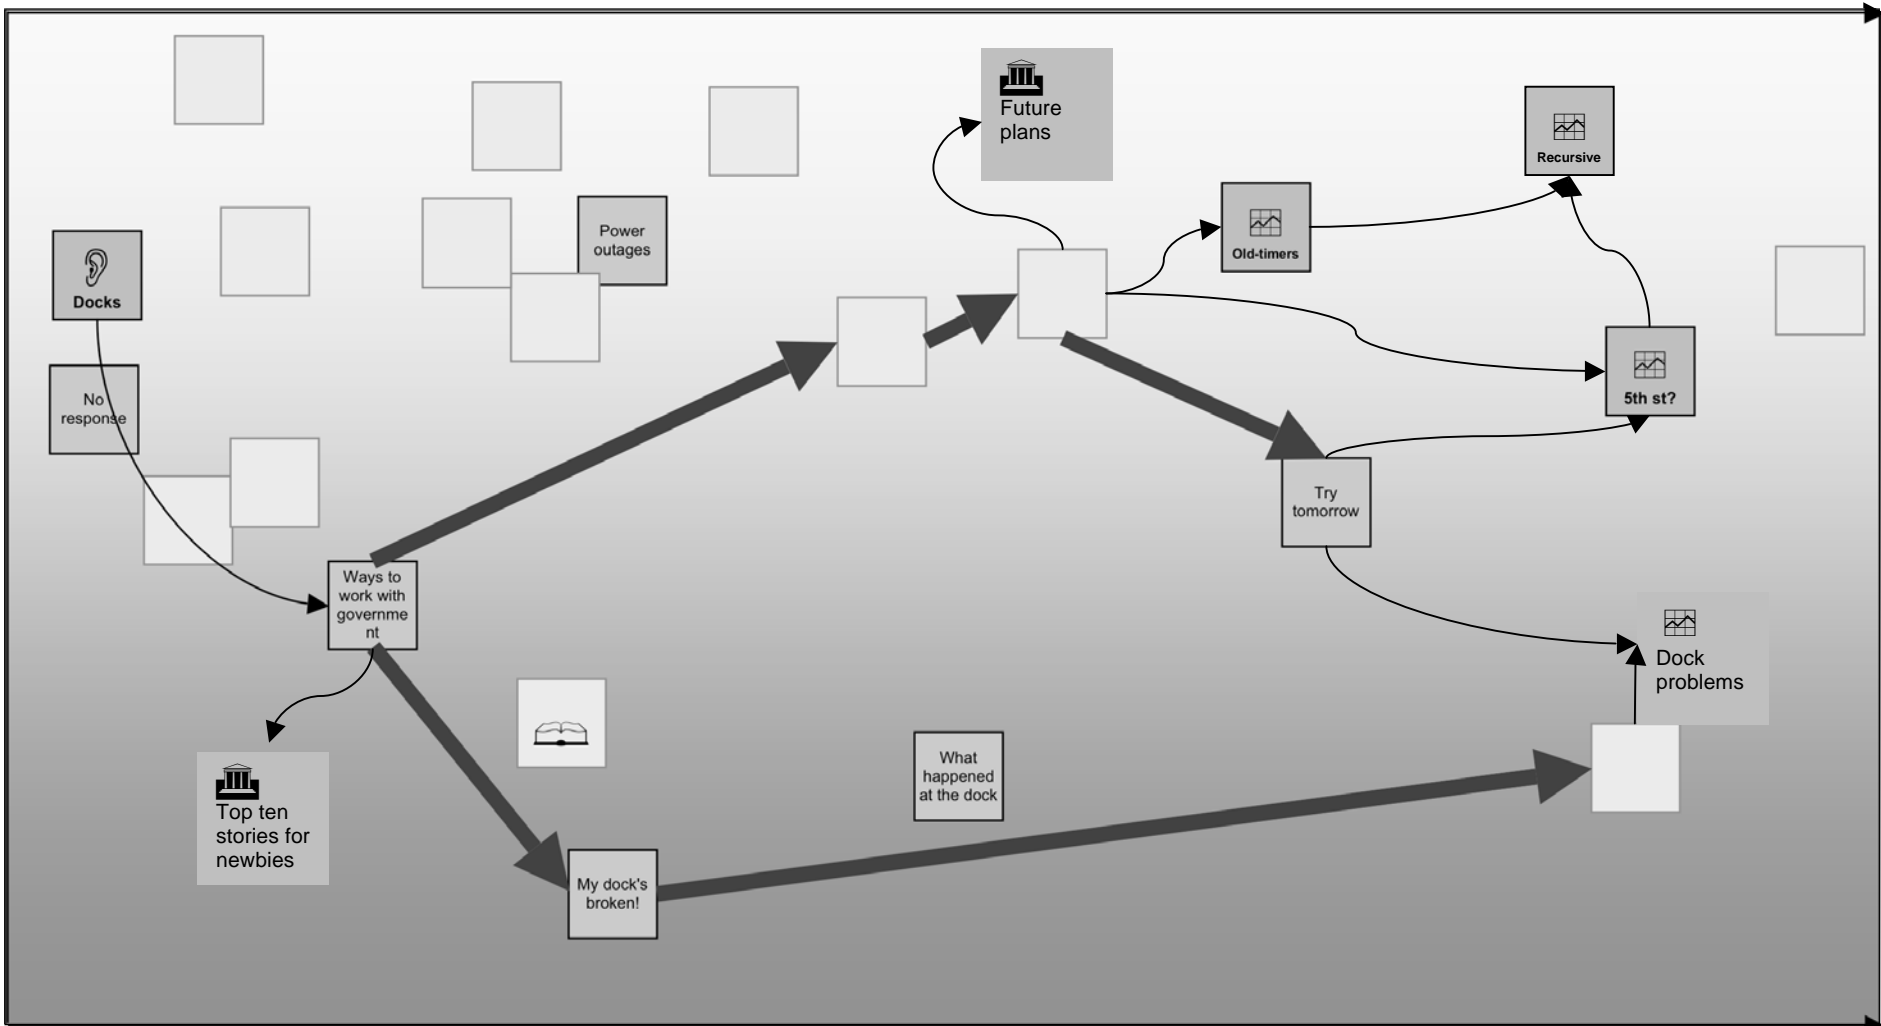 Future
plans
Recursive
Power
outages
Old-timers
Docks
5th st?
No
response
Try
tomorrow
Ways to
work with
governme
nt
Dock
problems
What
happened
at the dock
Top ten
stories for
newbies
My dock's
broken!